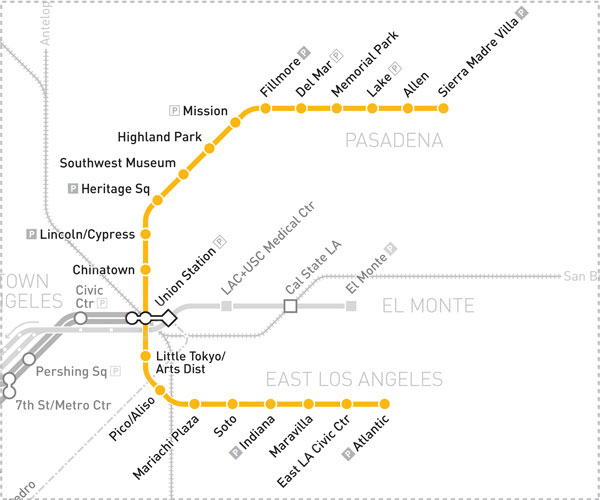 Antelop
Fillmore P
Del Mar P
Memorial Park
Lake P
Allen
Sierra Madre Villa P
P Mission
PASADENA
Highland Park
Southwest Museum
P Heritage Sq
P Lincoln/Cypress
Chinatown
Union Station P
LAC+USC Medical Ctr
Cal State LA
El Monte
San B
OWN
GELES
Civic
Ctr P
EL MONTE
Little Tokyo/
Arts Dist
Pershing Sq P
EAST LOS ANGELES
7th St/Metro Ctr
Pico/Aliso
Mariachi Plaza
Soto
P Indiana
Maravilla
East LA Civic Ctr
P Atlantic
edro